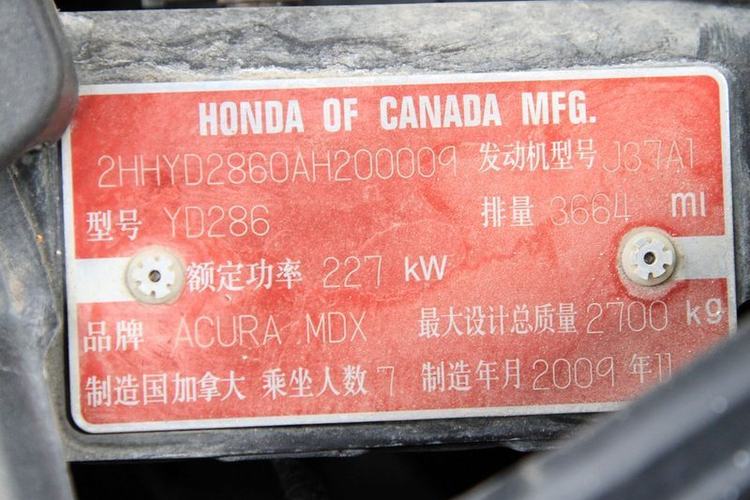 HONDA OF CANADA MFG.
2HHYD2860AH200009 发动机型号 J37A1
型号 YD286 排量 3664 ml
额定功率 227 kW
品牌 ACURA MDX 最大设计总质量 2700 kg
制造国加拿大 乘坐人数 7 制造年月 2009 年 11